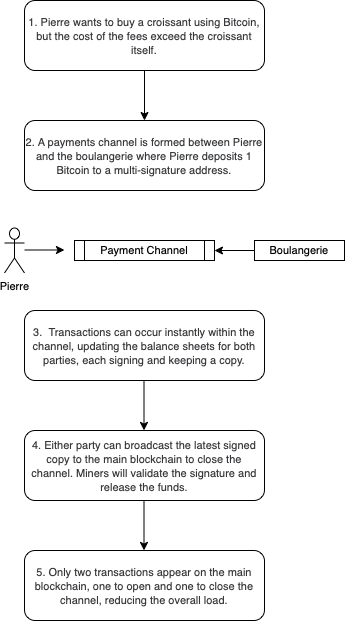 1. Pierre wants to buy a croissant using Bitcoin,
but the cost of the fees exceed the croissant
itself.
2. A payments channel is formed between Pierre
and the boulangerie where Pierre deposits 1
Bitcoin to a multi-signature address.
Payment Channel
Boulangerie
Pierre
3. Transactions can occur instantly within the
channel, updating the balance sheets for both
parties, each signing and keeping a copy.
4. Either party can broadcast the latest signed
copy to the main blockchain to close the
channel. Miners will validate the signature and
release the funds.
5. Only two transactions appear on the main
blockchain, one to open and one to close the
channel, reducing the overall load.